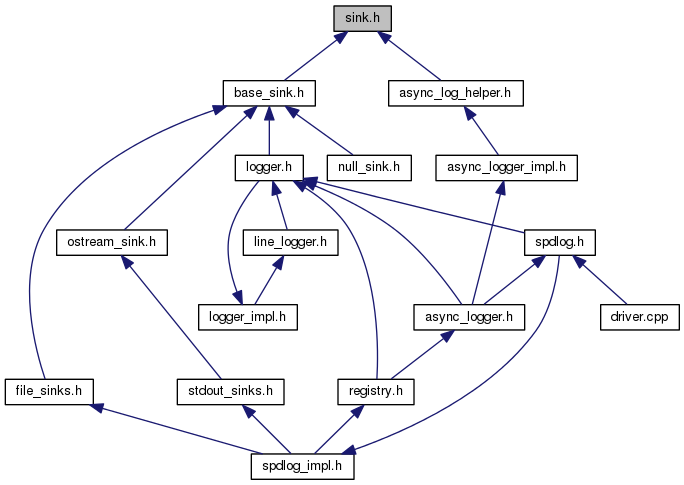 sink.h
base_sink.h
async_log_helper.h
logger.h
null_sink.h
async_logger_impl.h
ostream_sink.h
line_logger.h
spdlog.h
logger_impl.h
async_logger.h
driver.cpp
file_sinks.h
stdout_sinks.h
registry.h
spdlog_impl.h